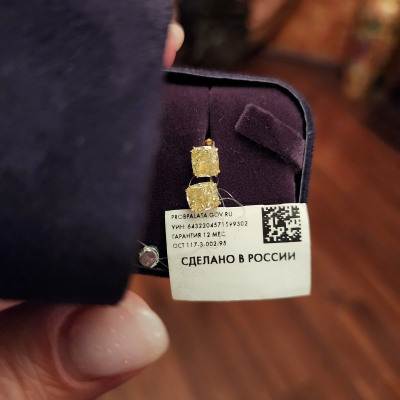 PROBPALATA.GOV.RU
УИН: 6432204571599302
ГАРАНТИЯ 12 МЕС
ОСТ 117-3-002-95
СДЕЛАНО В РОССИИ